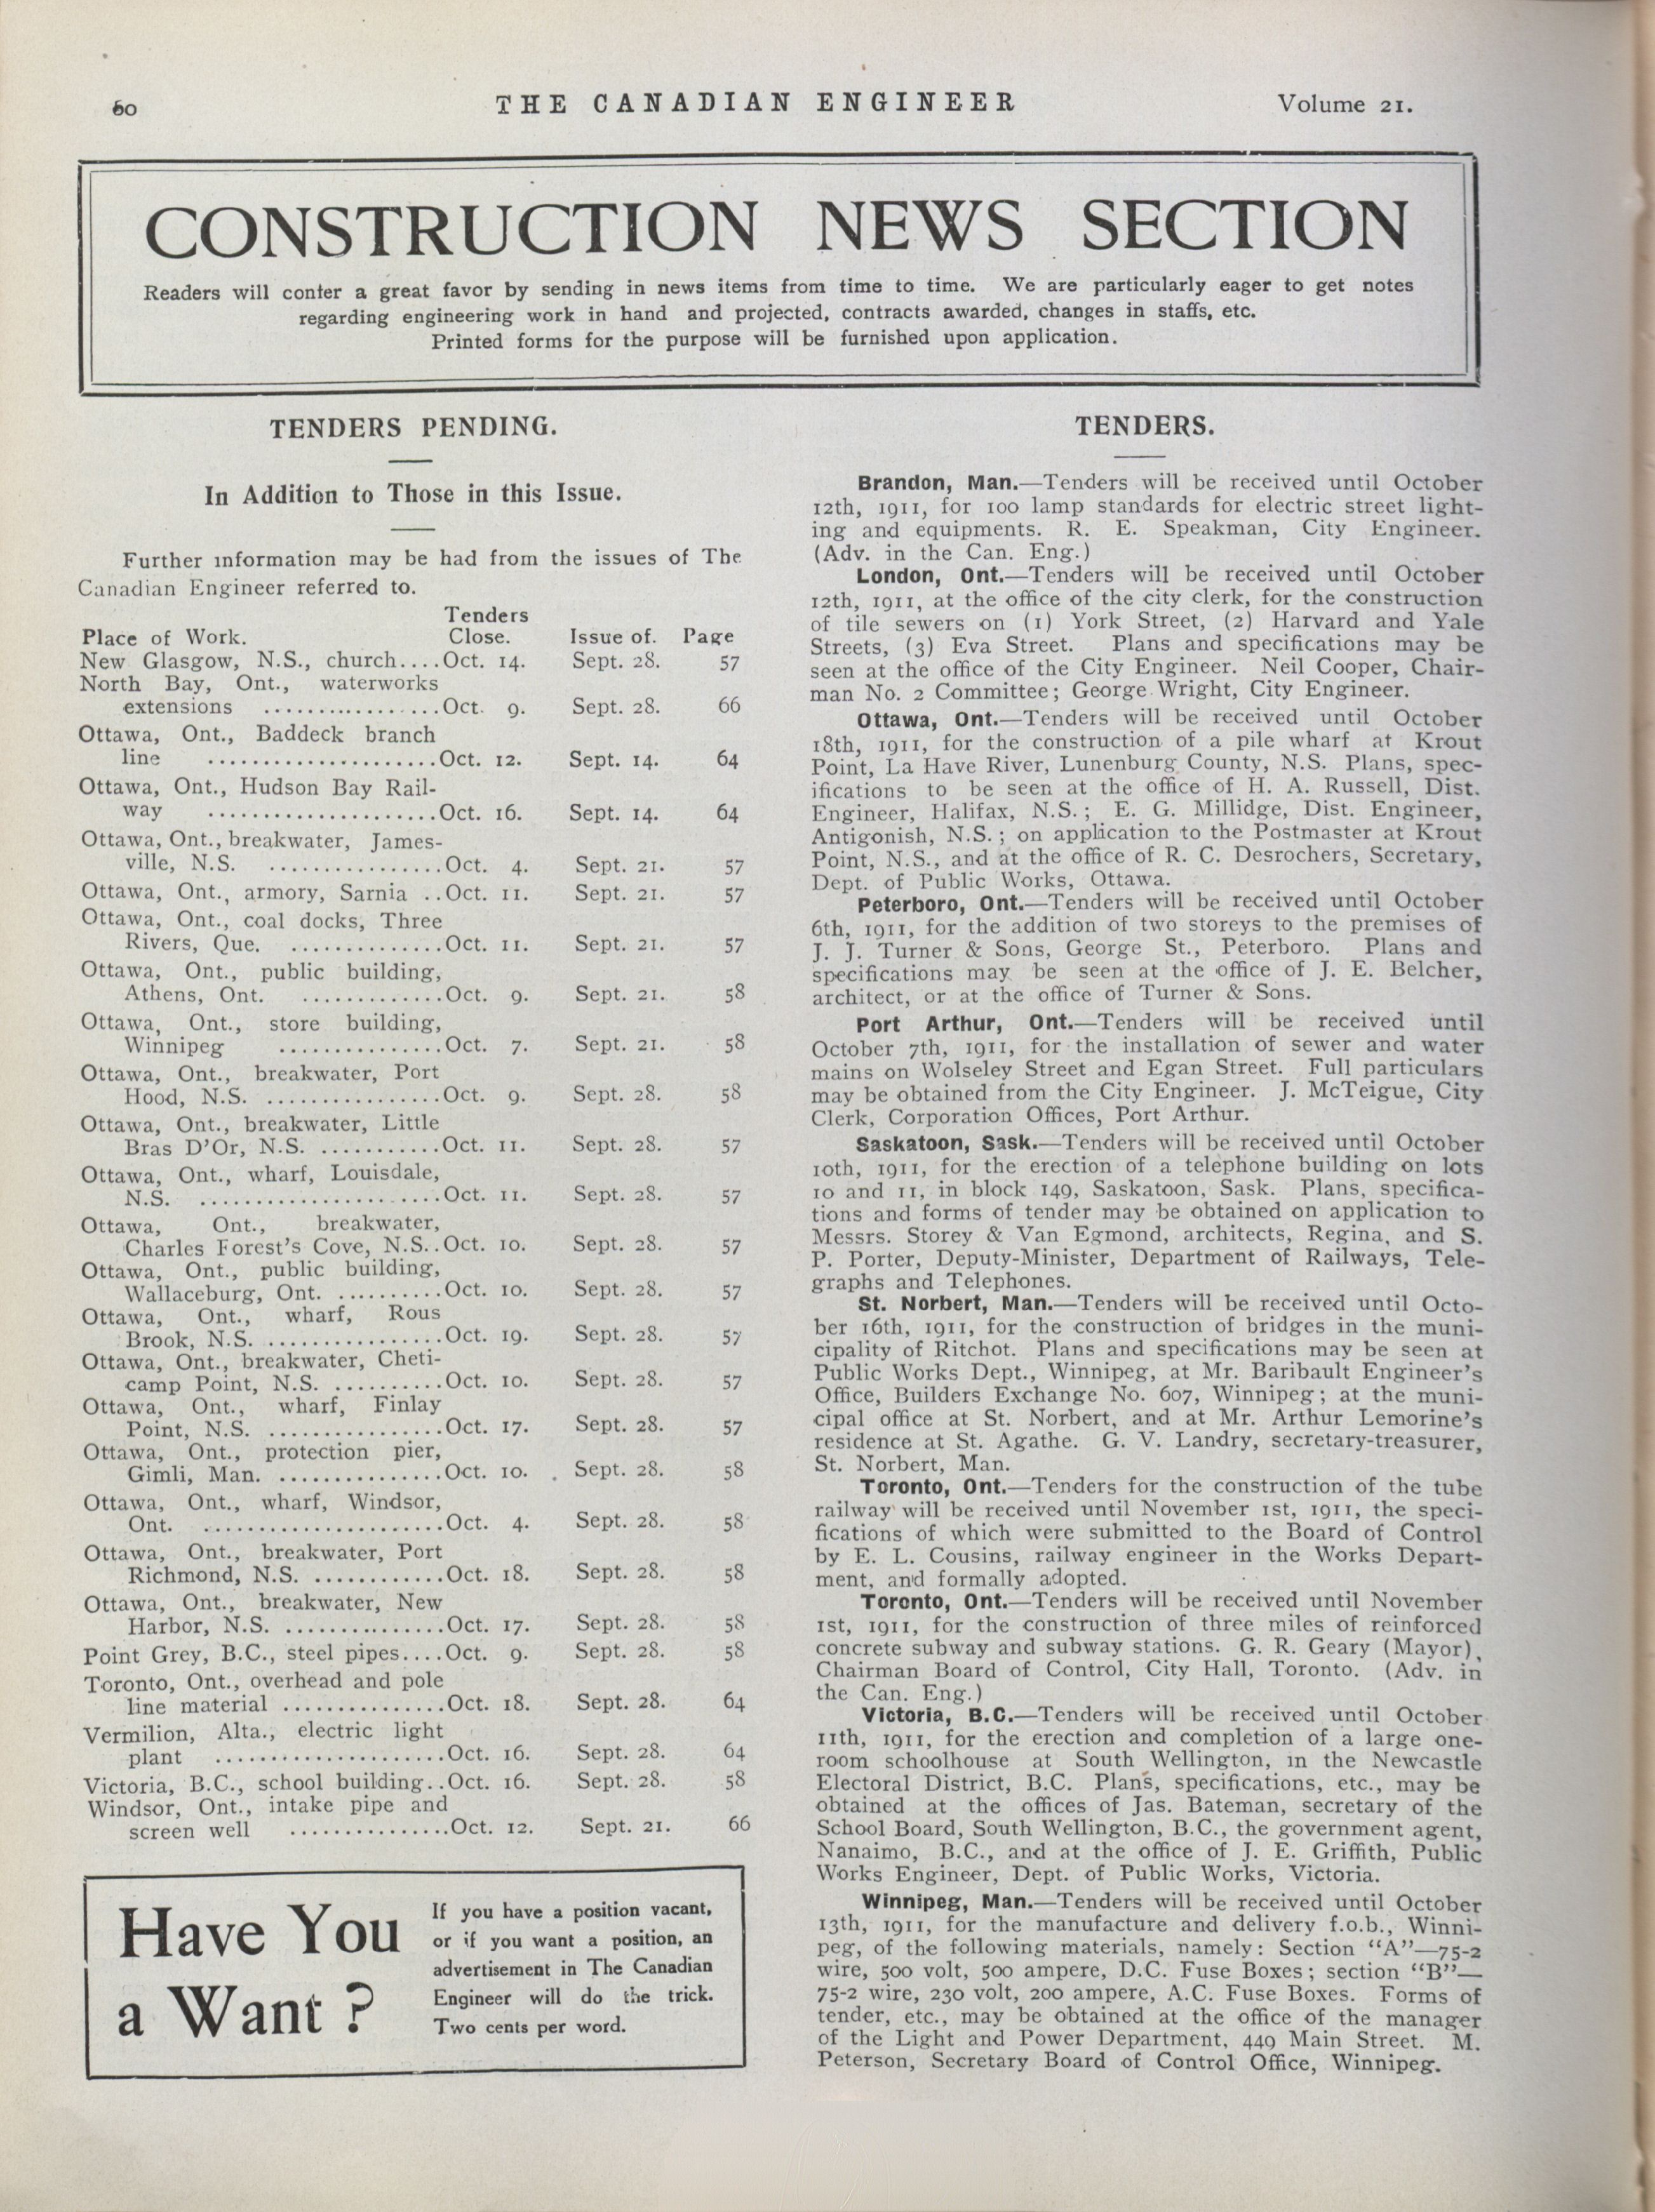 60
THE CANADIAN ENGINEER
Volume 21.
CONSTRUCTION NEWS SECTION
Readers will conter a great favor by sending in news items from time to time. We are particularly eager to get notes
regarding engineering work in hand and projected, contracts awarded, changes in staffs, etc.
Printed forms for the purpose will be furnished upon application.
TENDERS PENDING.
In Addition to Those in this Issue.
Further information may be had from the issues of The
Canadian Engineer referred to.
Tenders
Place of Work. Close. Issue of. Page
New Glasgow, N.S., church....Oct. 14. Sept. 28. 57
North Bay, Ont., waterworks
extensions .................Oct. 9. Sept. 28. 66
Ottawa, Ont., Baddeck branch
line .....................Oct. 12. Sept. 14. 64
Ottawa, Ont., Hudson Bay Rail-
way .....................Oct. 16. Sept. 14. 64
Ottawa, Ont., breakwater, James-
ville, N.S. ................Oct. 4. Sept. 21. 57
Ottawa, Ont., armory, Sarnia ..Oct. 11. Sept. 21. 57
Ottawa, Ont., coal docks, Three
Rivers, Que. ..............Oct. 11. Sept. 21. 57
Ottawa, Ont., public building,
Athens, Ont. .............Oct. 9. Sept. 21. 58
Ottawa, Ont., store building,
Winnipeg ...............Oct. 7. Sept. 21. 58
Ottawa, Ont., breakwater, Port
Hood, N.S. ................Oct. 9. Sept. 28. 58
Ottawa, Ont., breakwater, Little
Bras D'Or, N.S. ...........Oct. 11. Sept. 28. 57
Ottawa, Ont., wharf, Louisdale,
N.S. ......................Oct. 11. Sept. 28. 57
Ottawa, Ont., breakwater,
Charles Forest's Cove, N.S..Oct. 10. Sept. 28. 57
Ottawa, Ont., public building,
Wallaceburg, Ont. ..........Oct. 10. Sept. 28. 57
Ottawa, Ont., wharf, Rous
Brook, N.S. ................Oct. 19. Sept. 28. 57
Ottawa, Ont., breakwater, Cheti-
camp Point, N.S. ..........Oct. 10. Sept. 28. 57
Ottawa, Ont., wharf, Finlay
Point, N.S. ................Oct. 17. Sept. 28. 57
Ottawa, Ont., protection pier,
Gimli, Man. ...............Oct. 10. Sept. 28. 58
Ottawa, Ont., wharf, Windsor,
Ont. ......................Oct. 4. Sept. 28. 58
Ottawa, Ont., breakwater, Port
Richmond, N.S. ............Oct. 18. Sept. 28. 58
Ottawa, Ont., breakwater, New
Harbor, N.S. ...............Oct. 17. Sept. 28. 58
Point Grey, B.C., steel pipes....Oct. 9. Sept. 28. 58
Toronto, Ont., overhead and pole
line material ...............Oct. 18. Sept. 28. 64
Vermilion, Alta., electric light
plant .....................Oct. 16. Sept. 28. 64
Victoria, B.C., school building..Oct. 16. Sept. 28. 58
Windsor, Ont., intake pipe and
screen well ...............Oct. 12. Sept. 21. 66
Have You
a Want ?
If you have a position vacant,
or if you want a position, an
advertisement in The Canadian
Engineer will do the trick.
Two cents per word.
TENDERS.
Brandon, Man.—Tenders will be received until October
12th, 1911, for 100 lamp standards for electric street light-
ing and equipments. R. E. Speakman, City Engineer.
(Adv. in the Can. Eng.)
London, Ont.—Tenders will be received until October
12th, 1911, at the office of the city clerk, for the construction
of tile sewers on (1) York Street, (2) Harvard and Yale
Streets, (3) Eva Street. Plans and specifications may be
seen at the office of the City Engineer. Neil Cooper, Chair-
man No. 2 Committee; George Wright, City Engineer.
Ottawa, Ont.—Tenders will be received until October
18th, 1911, for the construction of a pile wharf at Krout
Point, La Have River, Lunenburg County, N.S. Plans, spec-
ifications to be seen at the office of H. A. Russell, Dist.
Engineer, Halifax, N.S.; E. G. Millidge, Dist. Engineer,
Antigonish, N.S.; on application to the Postmaster at Krout
Point, N.S., and at the office of R. C. Desrochers, Secretary,
Dept. of Public Works, Ottawa.
Peterboro, Ont.—Tenders will be received until October
6th, 1911, for the addition of two storeys to the premises of
J. J. Turner & Sons, George St., Peterboro. Plans and
specifications may be seen at the office of J. E. Belcher,
architect, or at the office of Turner & Sons.
Port Arthur, Ont.—Tenders will be received until
October 7th, 1911, for the installation of sewer and water
mains on Wolseley Street and Egan Street. Full particulars
may be obtained from the City Engineer. J. McTeigue, City
Clerk, Corporation Offices, Port Arthur.
Saskatoon, Sask.—Tenders will be received until October
10th, 1911, for the erection of a telephone building on lots
10 and 11, in block 149, Saskatoon, Sask. Plans, specifica-
tions and forms of tender may be obtained on application to
Messrs. Storey & Van Egmond, architects, Regina, and S.
P. Porter, Deputy-Minister, Department of Railways, Tele-
graphs and Telephones.
St. Norbert, Man.—Tenders will be received until Octo-
ber 16th, 1911, for the construction of bridges in the muni-
cipality of Ritchot. Plans and specifications may be seen at
Public Works Dept., Winnipeg, at Mr. Baribault Engineer's
Office, Builders Exchange No. 607, Winnipeg; at the muni-
cipal office at St. Norbert, and at Mr. Arthur Lemorine's
residence at St. Agathe. G. V. Landry, secretary-treasurer,
St. Norbert, Man.
Toronto, Ont.—Tenders for the construction of the tube
railway will be received until November 1st, 1911, the speci-
fications of which were submitted to the Board of Control
by E. L. Cousins, railway engineer in the Works Depart-
ment, and formally adopted.
Toronto, Ont.—Tenders will be received until November
1st, 1911, for the construction of three miles of reinforced
concrete subway and subway stations. G. R. Geary (Mayor),
Chairman Board of Control, City Hall, Toronto. (Adv. in
the Can. Eng.)
Victoria, B.C.—Tenders will be received until October
11th, 1911, for the erection and completion of a large one-
room schoolhouse at South Wellington, in the Newcastle
Electoral District, B.C. Plans, specifications, etc., may be
obtained at the offices of Jas. Bateman, secretary of the
School Board, South Wellington, B.C., the government agent,
Nanaimo, B.C., and at the office of J. E. Griffith, Public
Works Engineer, Dept. of Public Works, Victoria.
Winnipeg, Man.—Tenders will be received until October
13th, 1911, for the manufacture and delivery f.o.b., Winni-
peg, of the following materials, namely: Section "A"—75-2
wire, 500 volt, 500 ampere, D.C. Fuse Boxes; section "B"—
75-2 wire, 230 volt, 200 ampere, A.C. Fuse Boxes. Forms of
tender, etc., may be obtained at the office of the manager
of the Light and Power Department, 449 Main Street. M.
Peterson, Secretary Board of Control Office, Winnipeg.